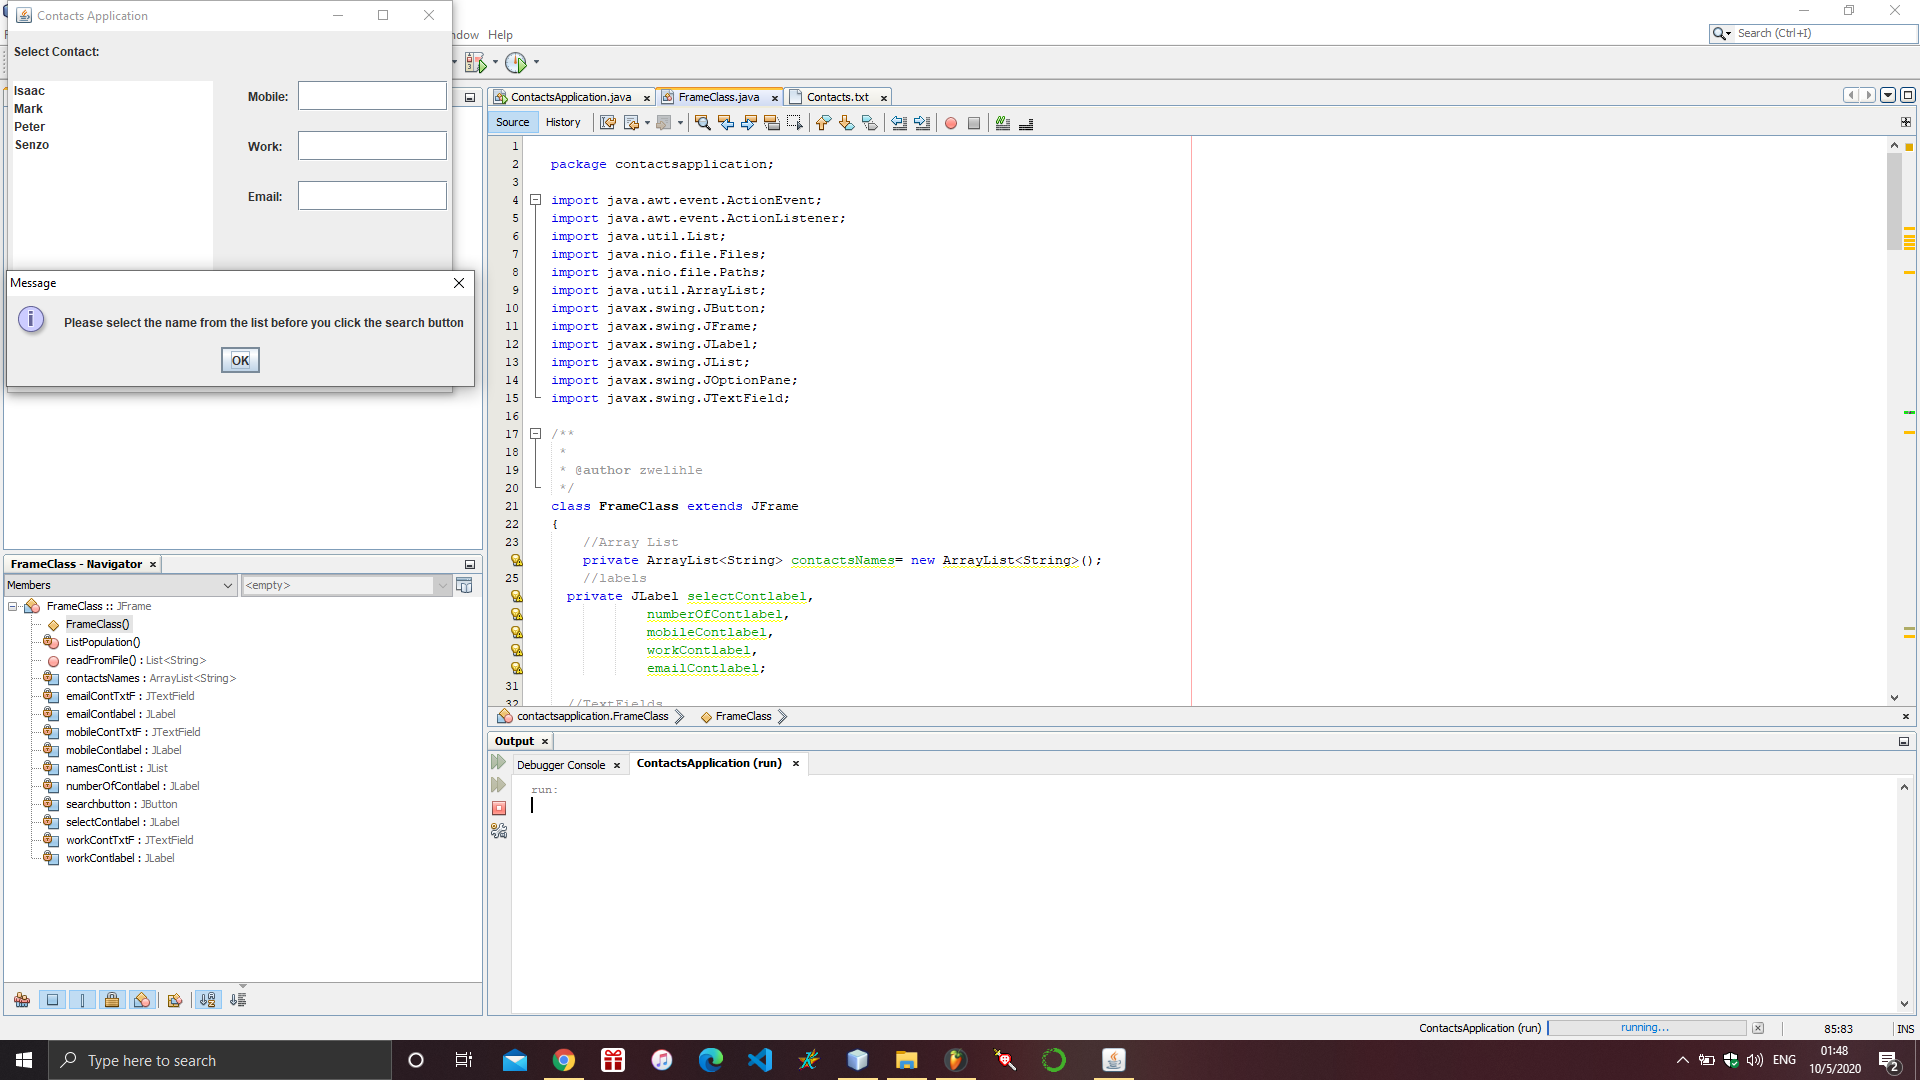 Contacts Application
Select Contact:
Isaac
Mark
Peter
Senzo
Mobile:
Work:
Email:
Message
Please select the name from the list before you click the search button
OK
ndow Help
Search (Ctrl+I)
ContactsApplication.java
FrameClass.java
Contacts.txt
Source
History
1
2 package contactsapplication;
3
4 import java.awt.event.ActionEvent;
5 import java.awt.event.ActionListener;
6 import java.util.List;
7 import java.nio.file.Files;
8 import java.nio.file.Paths;
9 import java.util.ArrayList;
10 import javax.swing.JButton;
11 import javax.swing.JFrame;
12 import javax.swing.JLabel;
13 import javax.swing.JList;
14 import javax.swing.JOptionPane;
15 import javax.swing.JTextField;
16
17 /**
18 *
19 * @author zwelihle
20 */
21 class FrameClass extends JFrame
22 {
23 //Array List
private ArrayList<String> contactsNames= new ArrayList<String>();
25 //labels
private JLabel selectContlabel,
numberOfContlabel,
mobileContlabel,
workContlabel,
emailContlabel;
31
32 //TextFields
contactsapplication.FrameClass
FrameClass
FrameClass - Navigator
Members
<empty>
FrameClass :: JFrame
FrameClass()
ListPopulation()
readFromFile() : List<String>
contactsNames : ArrayList<String>
emailContTxtF : JTextField
emailContlabel : JLabel
mobileContTxtF : JTextField
mobileContlabel : JLabel
namesContList : JList
numberOfContlabel : JLabel
searchbutton : JButton
selectContlabel : JLabel
workContTxtF : JTextField
workContlabel : JLabel
Output
Debugger Console
ContactsApplication (run)
run:
ContactsApplication (run)
running...
85:83
INS
Type here to search
ENG
01:48
10/5/2020
2